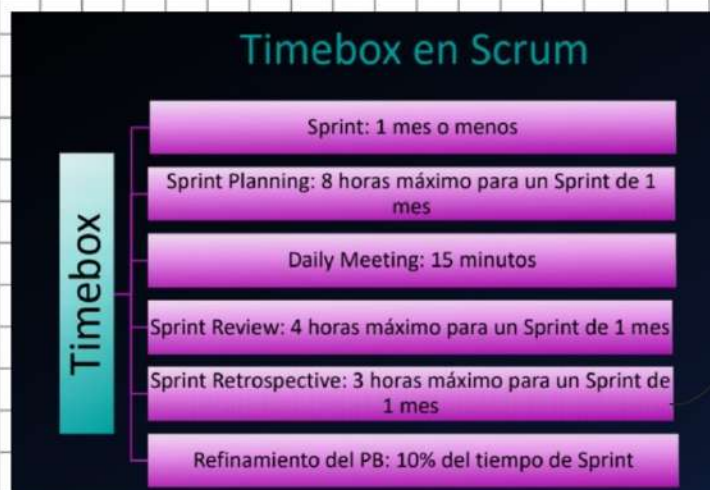 Timebox en Scrum
Timebox
Sprint: 1 mes o menos
Sprint Planning: 8 horas máximo para un Sprint de 1
mes
Daily Meeting: 15 minutos
Sprint Review: 4 horas máximo para un Sprint de 1 mes
Sprint Retrospective: 3 horas máximo para un Sprint de
1 mes
Refinamiento del PB: 10% del tiempo de Sprint